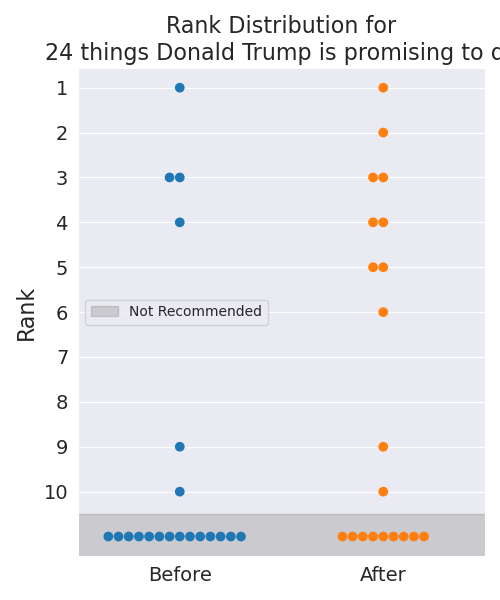 Rank Distribution for
24 things Donald Trump is promising to
1
2
3
4
5
Not Recommended
6
7
8
9
10
Rank
Before
After